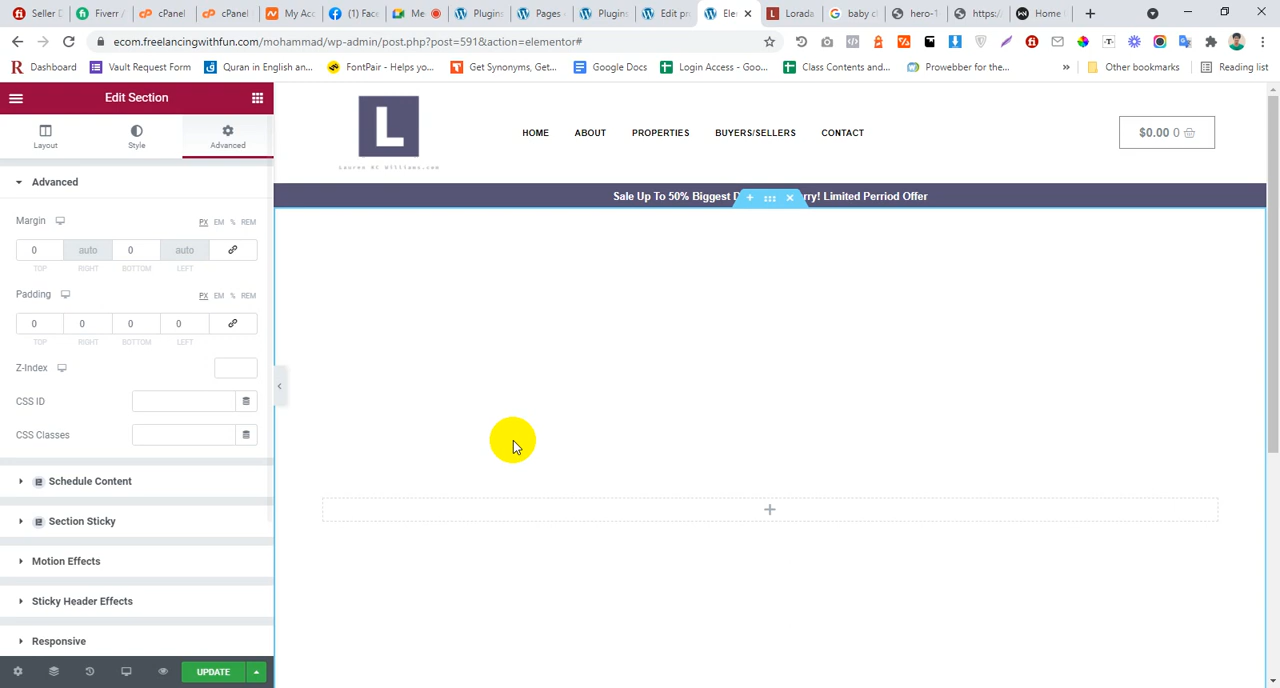 Seller D
Fiverr /
cPanel
cPanel
My Acc
(1) Face
Me
Plugins
Pages
Plugins
Edit pr
Ele
Lorada
baby cl
hero-1
https:/
Home
ecom.freelancingwithfun.com/mohammad/wp-admin/post.php?post=591&action=elementor#
Dashboard
Vault Request Form
Quran in English an...
FontPair - Helps yo...
Get Synonyms, Get...
Google Docs
Login Access - Goo...
Class Contents and...
Prowebber for the...
»
Other bookmarks
Reading list
Edit Section
Layout
Style
Advanced
Advanced
Margin
PX EM % REM
0 auto 0 auto
TOP RIGHT BOTTOM LEFT
Padding
PX EM % REM
0 0 0 0
TOP RIGHT BOTTOM LEFT
Z-Index
CSS ID
CSS Classes
Schedule Content
Section Sticky
Motion Effects
Sticky Header Effects
Responsive
UPDATE
L
Lauren KC Williams.com
HOME
ABOUT
PROPERTIES
BUYERS/SELLERS
CONTACT
$0.00 0
Sale Up To 50% Biggest D ry! Limited Perriod Offer